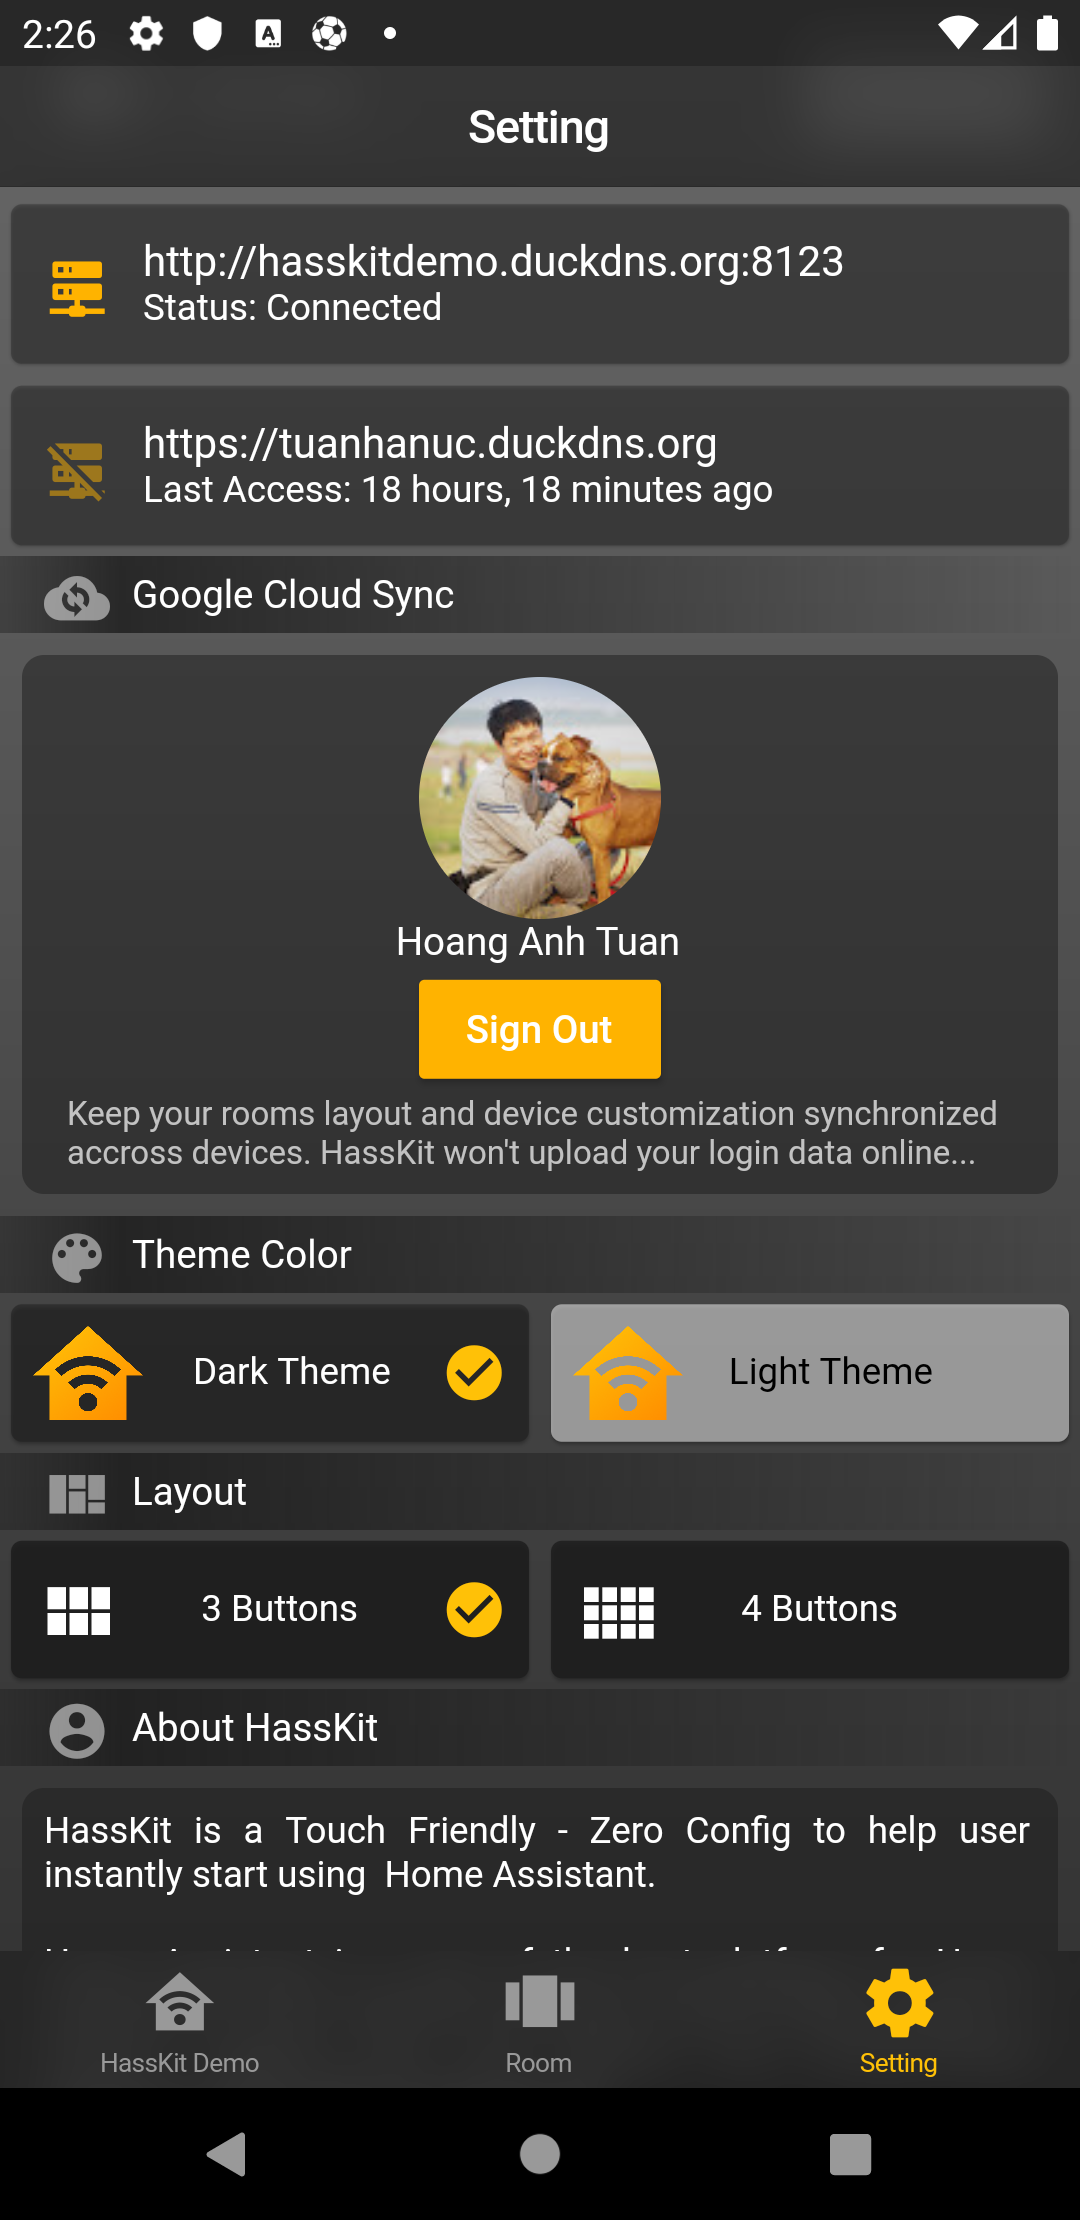 2:26
Setting
http://hasskitdemo.duckdns.org:8123
Status: Connected
https://tuanhanuc.duckdns.org
Last Access: 18 hours, 18 minutes ago
Google Cloud Sync
Hoang Anh Tuan
Sign Out
Keep your rooms layout and device customization synchronized
accross devices. HassKit won't upload your login data online...
Theme Color
Dark Theme
Light Theme
Layout
3 Buttons
4 Buttons
About HassKit
HassKit is a Touch Friendly - Zero Config to help user
instantly start using Home Assistant.
HassKit Demo
Room
Setting